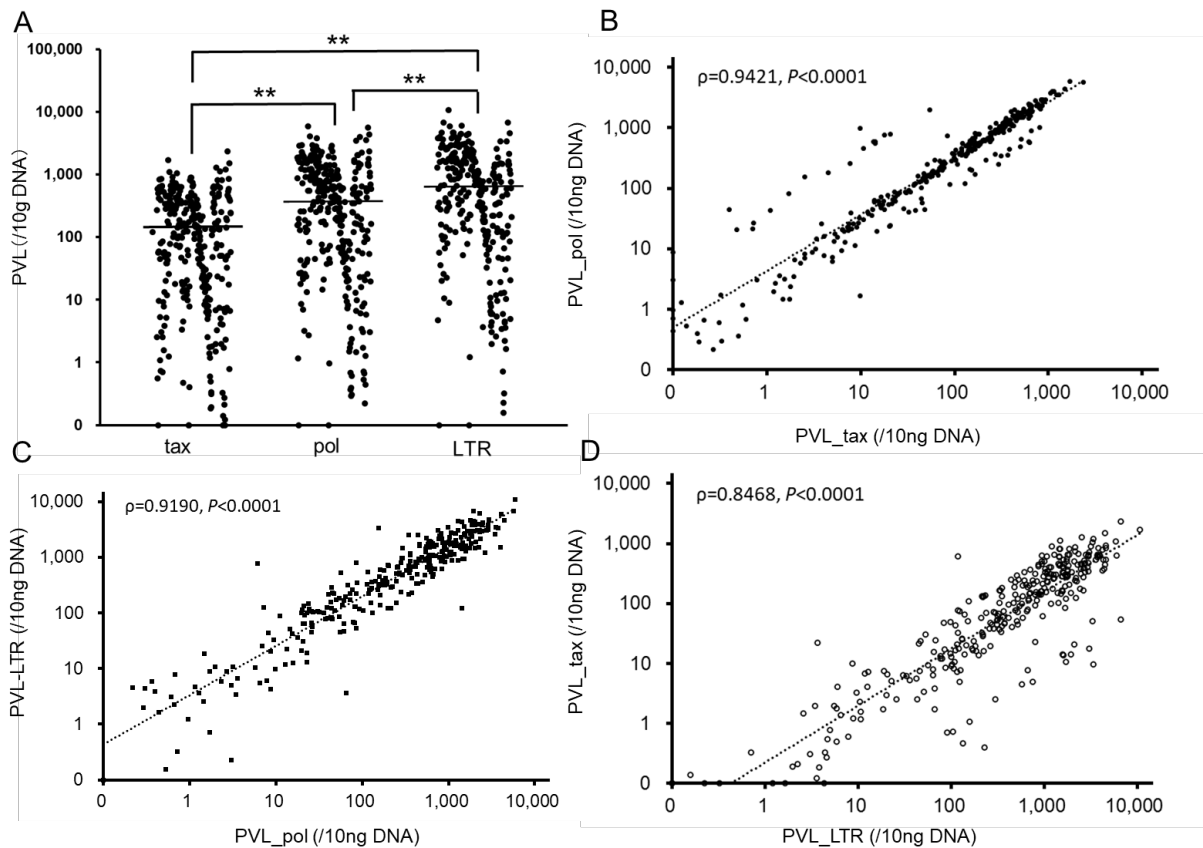 A
100,000
10,000
1,000
100
10
1
0
PVL(/10g DNA)
**
**
**
tax
pol
LTR
B
ρ=0.9421, P<0.0001
10,000
1,000
100
10
1
0
PVL_pol (/10ng DNA)
0
1
10
100
1,000
10,000
PVL_tax (/10ng DNA)
C
ρ=0.9190, P<0.0001
10,000
1,000
100
10
1
0
PVL-LTR (/10ng DNA)
0
1
10
100
1,000
10,000
PVL_pol (/10ng DNA)
D
ρ=0.8468, P<0.0001
10,000
1,000
100
10
1
0
PVL_tax (/10ng DNA)
0
1
10
100
1,000
10,000
PVL_LTR (/10ng DNA)